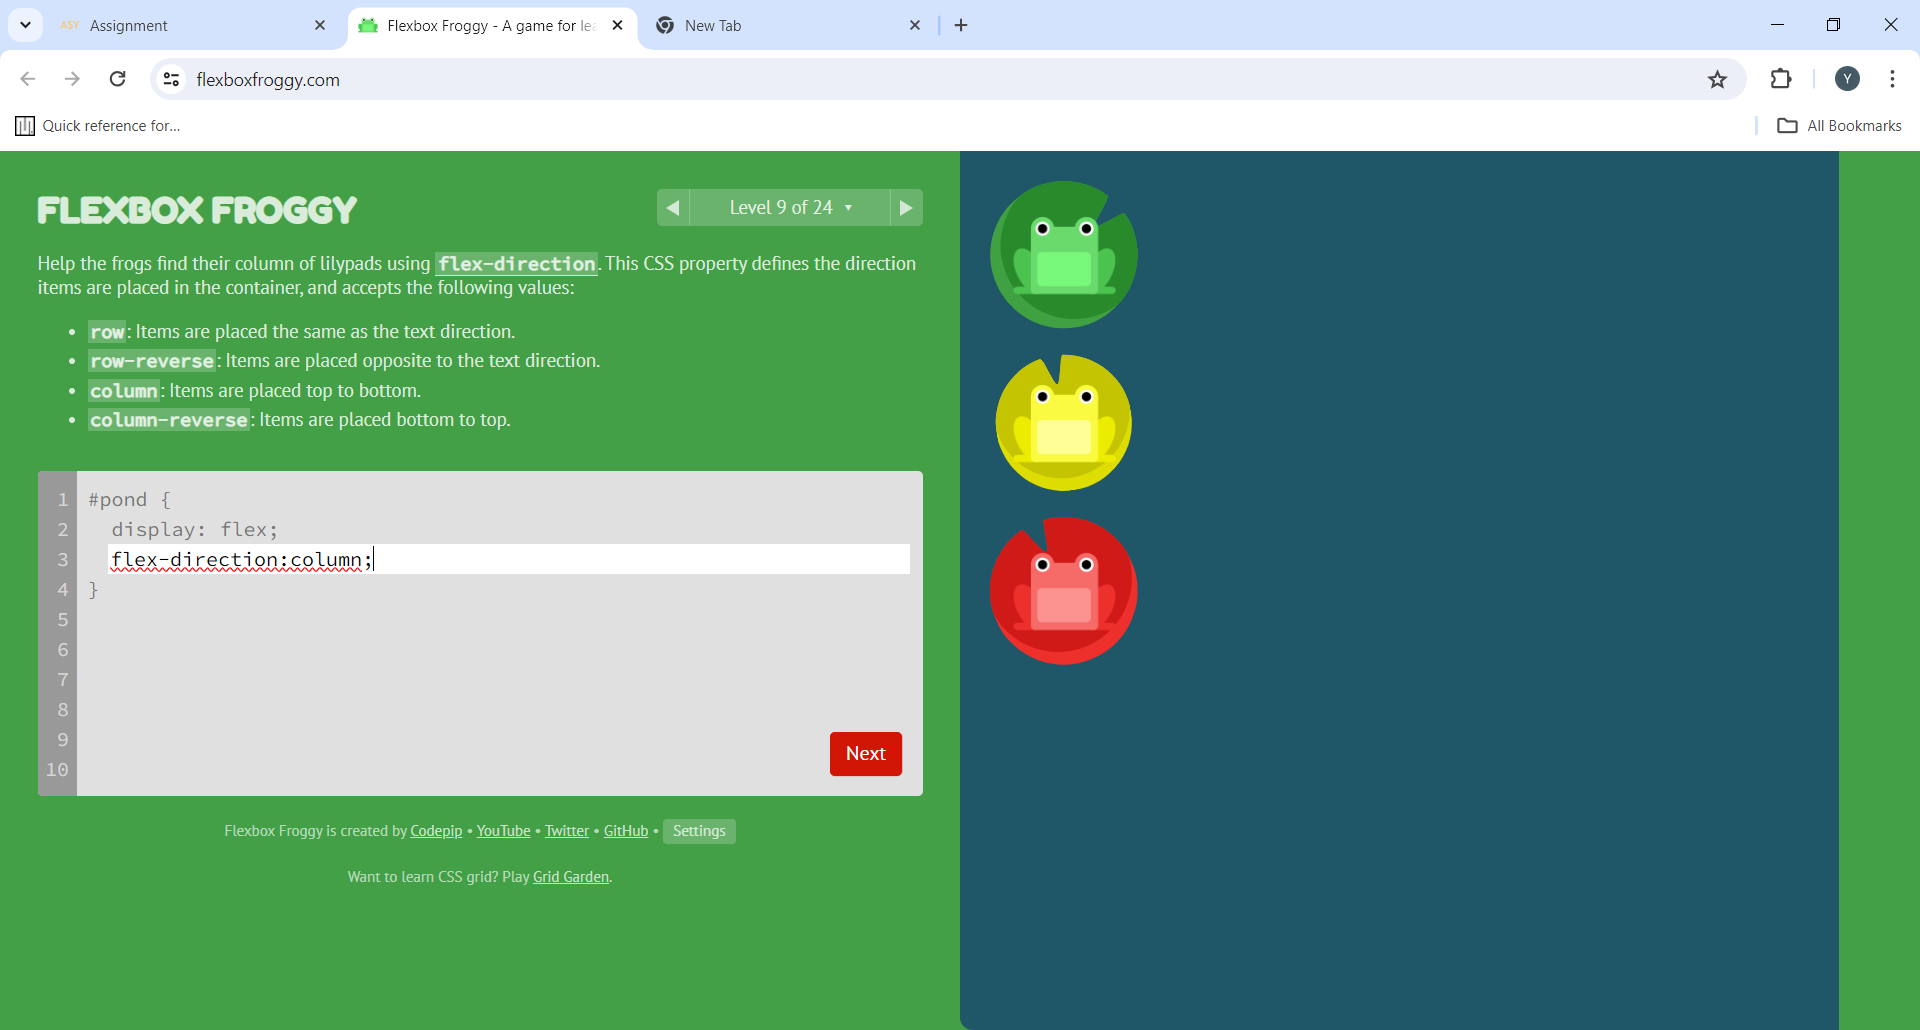 ASY Assignment
Flexbox Froggy - A game for lea
New Tab
flexboxfroggy.com
Y
Quick reference for...
All Bookmarks
FLEXBOX FROGGY
Level 9 of 24
Help the frogs find their column of lilypads using flex-direction. This CSS property defines the direction
items are placed in the container, and accepts the following values:
• row: Items are placed the same as the text direction.
• row-reverse: Items are placed opposite to the text direction.
• column: Items are placed top to bottom.
• column-reverse: Items are placed bottom to top.
1 #pond {
2 display: flex;
3 flex-direction:column;
4 }
5
6
7
8
9
10
Next
Flexbox Froggy is created by Codepip • YouTube • Twitter • GitHub • Settings
Want to learn CSS grid? Play Grid Garden.